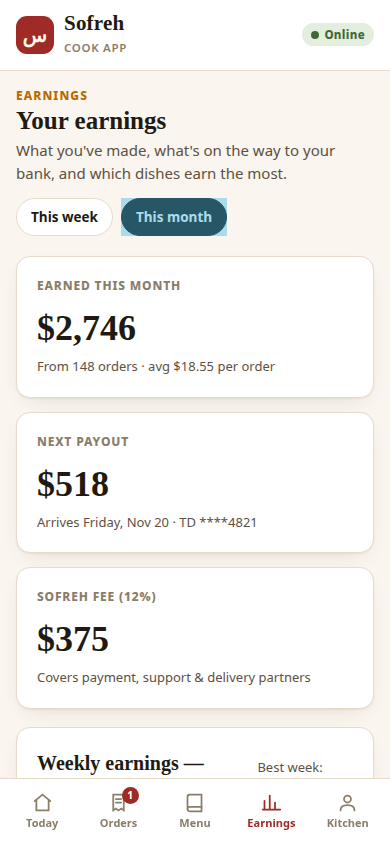 س
Sofreh
COOK APP
Online
EARNINGS
Your earnings
What you've made, what's on the way to your
bank, and which dishes earn the most.
This week
This month
EARNED THIS MONTH
$2,746
From 148 orders · avg $18.55 per order
NEXT PAYOUT
$518
Arrives Friday, Nov 20 · TD ****4821
SOFREH FEE (12%)
$375
Covers payment, support & delivery partners
Weekly earnings —
Best week:
1
Today
Orders
Menu
Earnings
Kitchen